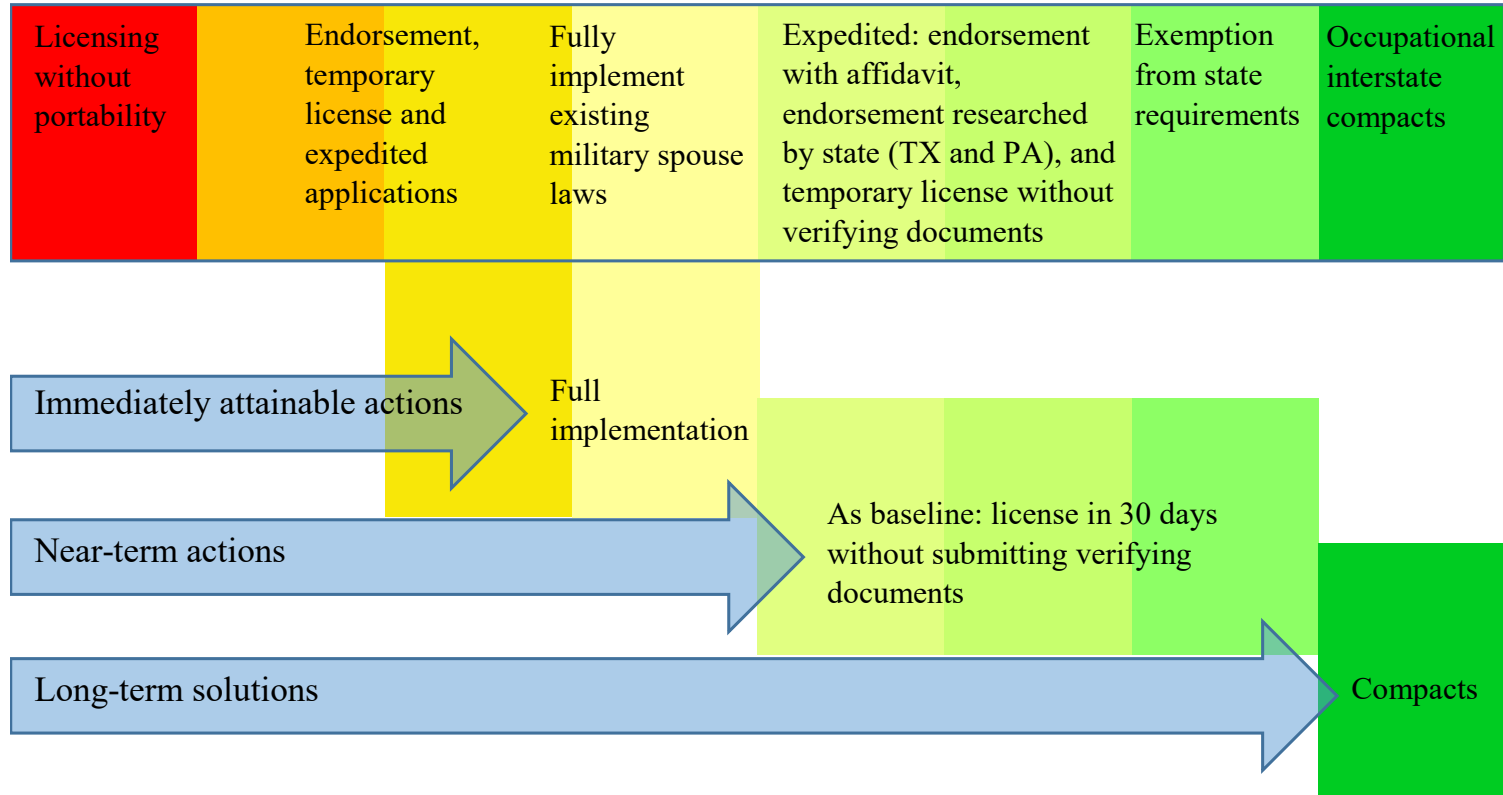 Licensing
without
portability
Endorsement,
temporary
license and
expedited
applications
Fully
implement
existing
military spouse
laws
Expedited: endorsement
with affidavit,
endorsement researched
by state (TX and PA), and
temporary license without
verifying documents
Exemption
from state
requirements
Occupational
interstate
compacts
Immediately attainable actions
Full
implementation
Near-term actions
As baseline: license in 30 days
without submitting verifying
documents
Long-term solutions
Compacts